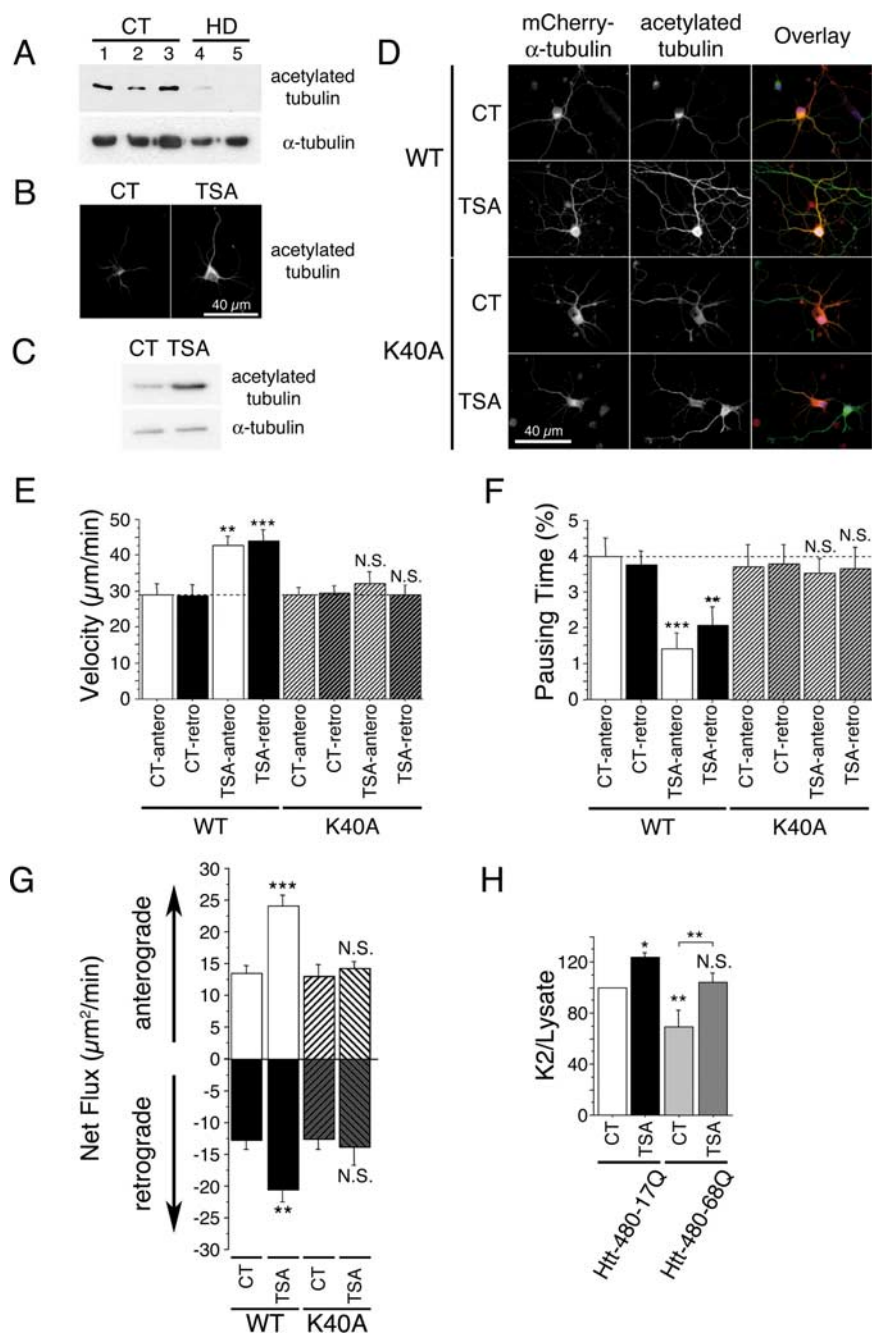 A
CT HD
1 2 3 4 5
acetylated
tubulin
α-tubulin
B
CT TSA
acetylated
tubulin
40 µm
C
CT TSA
acetylated
tubulin
α-tubulin
D
mCherry-
α-tubulin
acetylated
tubulin
Overlay
WT
CT
TSA
K40A
CT
TSA
40 µm
E
Velocity (µm/min)
50
40
30
20
10
0
** *** N.S. N.S.
CT-antero
CT-retro
TSA-antero
TSA-retro
CT-antero
CT-retro
TSA-antero
TSA-retro
WT K40A
F
Pausing Time (%)
5
4
3
2
1
0
*** ** N.S. N.S.
CT-antero
CT-retro
TSA-antero
TSA-retro
CT-antero
CT-retro
TSA-antero
TSA-retro
WT K40A
G
Net Flux (µm²/min)
anterograde
retrograde
30
25
20
15
10
5
0
-5
-10
-15
-20
-25
-30
*** N.S.
** N.S.
CT
TSA
CT
TSA
WT K40A
H
K2/Lysate
120
80
40
0
* ** ** N.S.
CT
TSA
CT
TSA
Htt-480-17Q
Htt-480-68Q